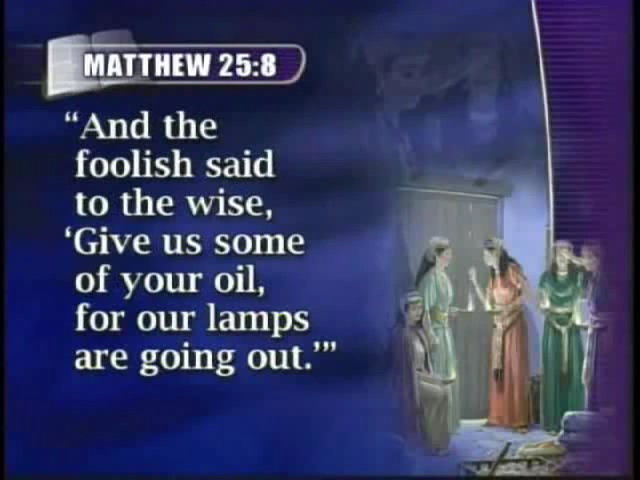 MATTHEW 25:8
“And the
foolish said
to the wise,
‘Give us some
of your oil,
for our lamps
are going out.’”